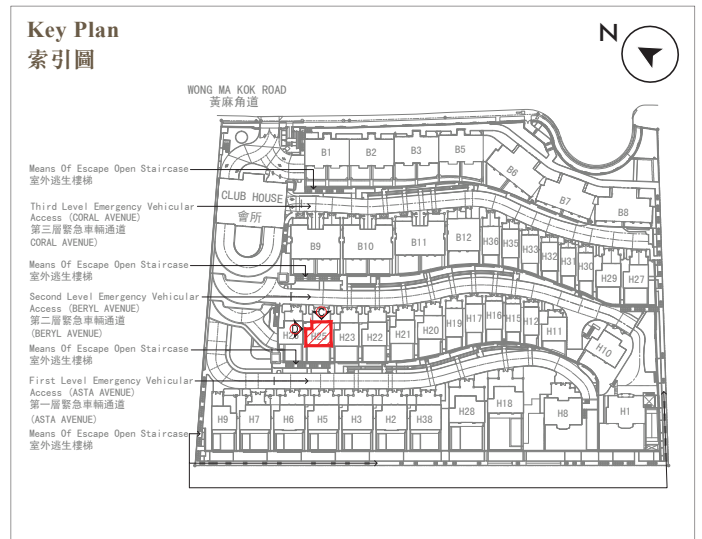 Key Plan
索引圖
N
WONG MA KOK ROAD
黃麻角道
B1 B2 B3 B5
B6
B7
B8
Means Of Escape Open Staircase
室外逃生樓梯
CLUB HOUSE
會所
Third Level Emergency Vehicular
Access (CORAL AVENUE)
第三層緊急車輛通道
CORAL AVENUE)
B9 B10 B11 B12 H36 H35 H33 H32 H31 H30 H29 H27
Means Of Escape Open Staircase
室外逃生樓梯
Second Level Emergency Vehicular
Access (BERYL AVENUE)
第二層緊急車輛通道
(BERYL AVENUE)
H25 H23 H22 H21 H20 H19 H17 H16 H15 H12 H11 H10
Means Of Escape Open Staircase
室外逃生樓梯
First Level Emergency Vehicular
Access (ASTA AVENUE)
第一層緊急車輛通道
(ASTA AVENUE)
H9 H7 H6 H5 H3 H2 H38 H28 H18 H8 H1
Means Of Escape Open Staircase
室外逃生樓梯